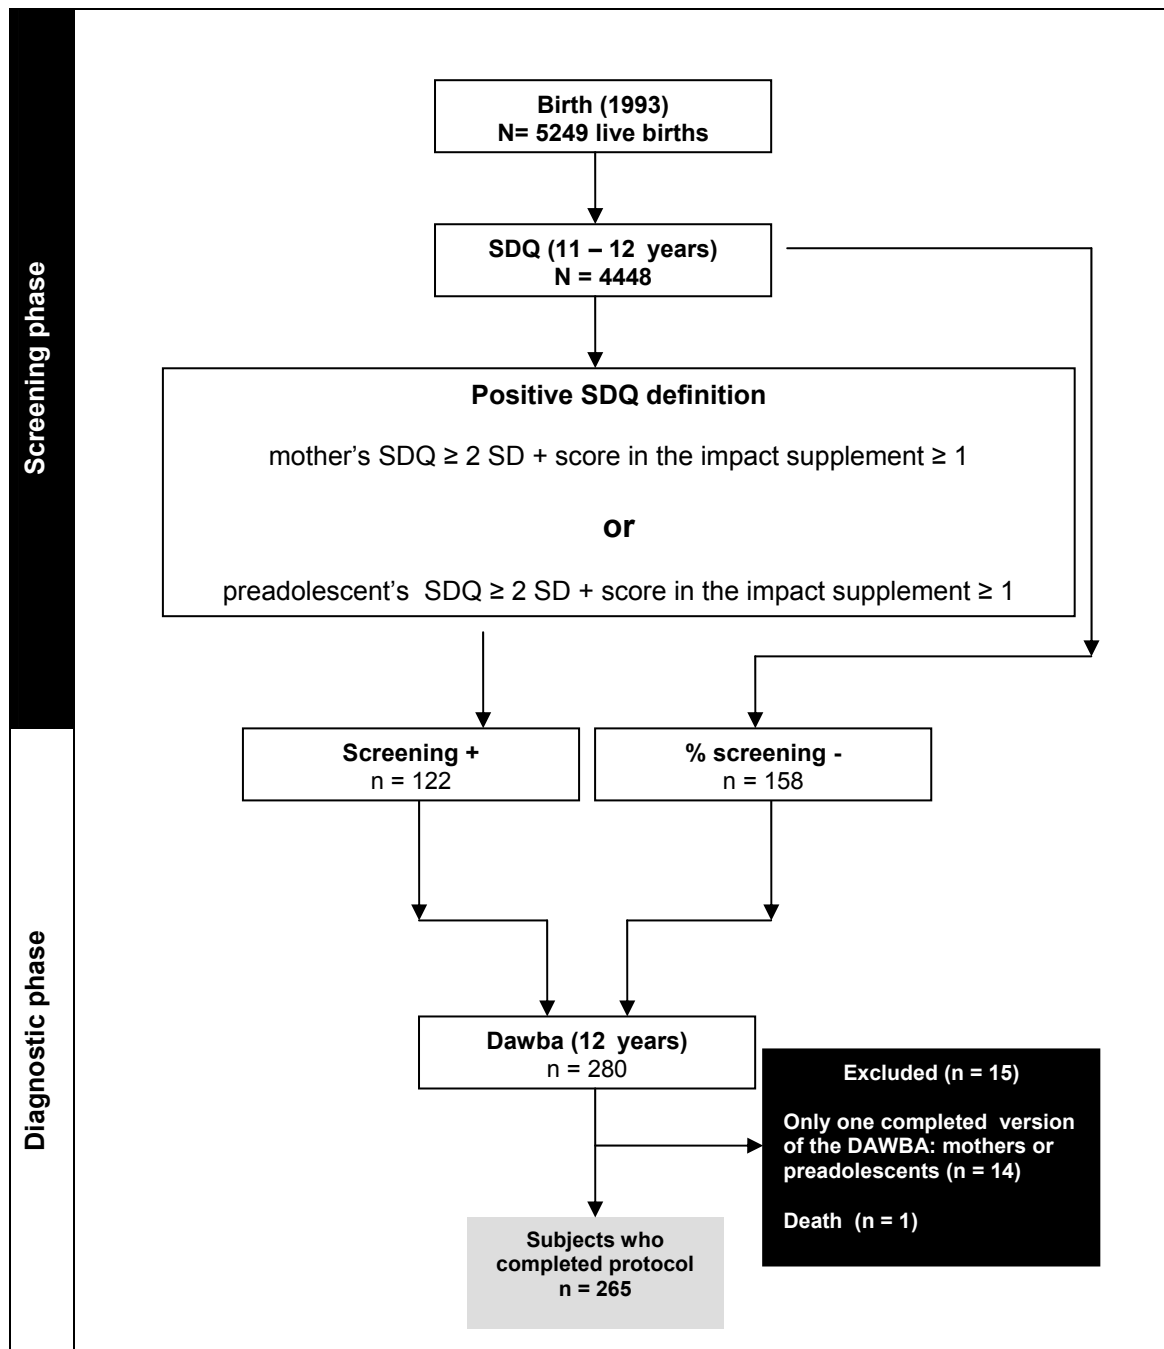 Screening phase
Birth (1993)
N= 5249 live births
SDQ (11 – 12 years)
N = 4448
Positive SDQ definition
mother’s SDQ ≥ 2 SD + score in the impact supplement ≥ 1
or
preadolescent’s SDQ ≥ 2 SD + score in the impact supplement ≥ 1
Screening +
n = 122
% screening -
n = 158
Diagnostic phase
Dawba (12 years)
n = 280
Excluded (n = 15)
Only one completed version
of the DAWBA: mothers or
preadolescents (n = 14)
Death (n = 1)
Subjects who
completed protocol
n = 265